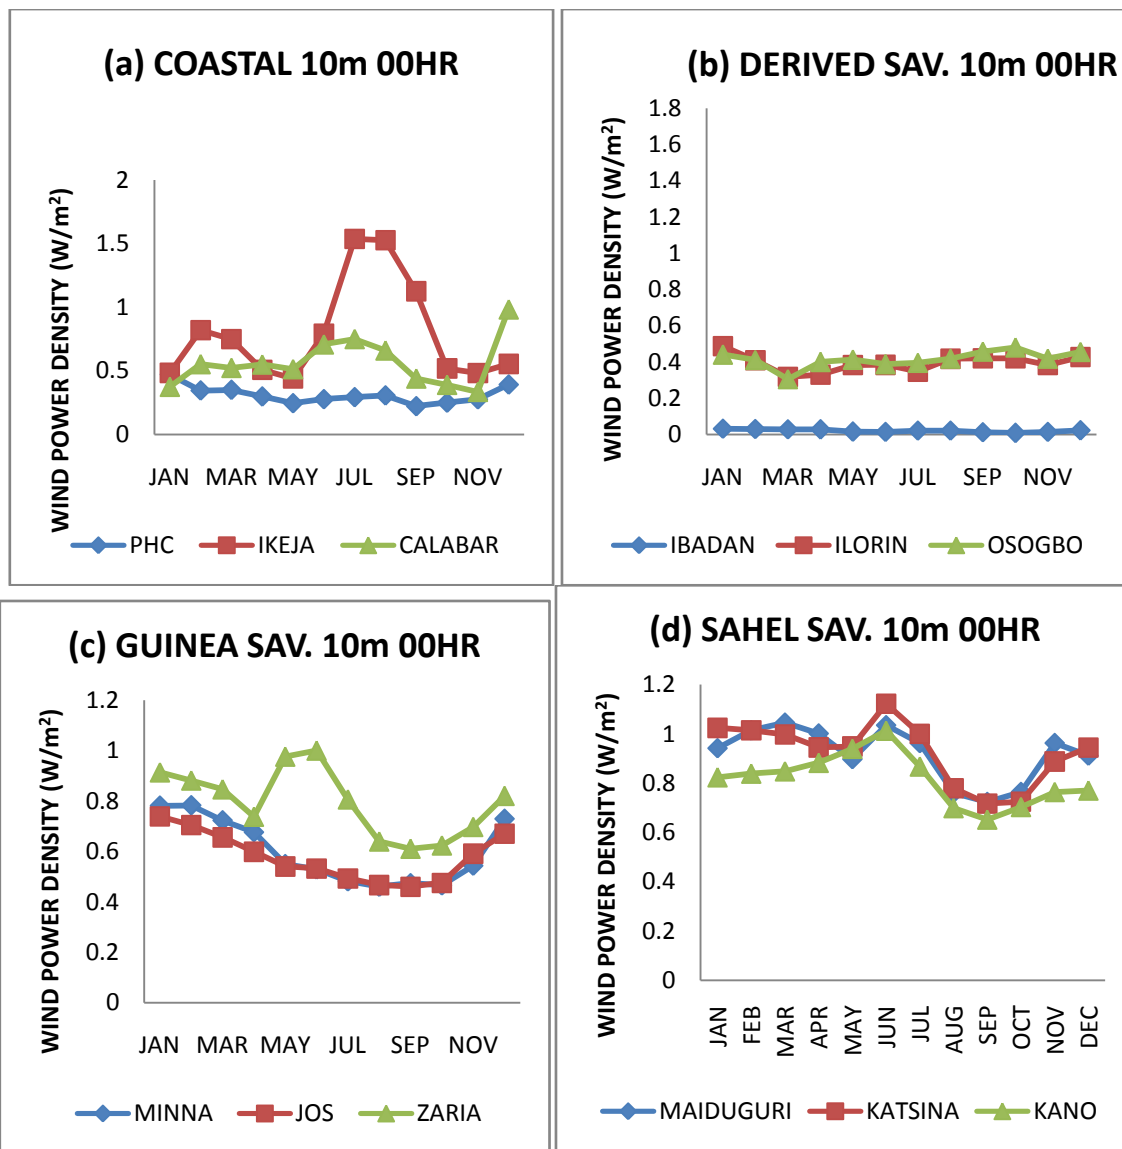 (a) COASTAL 10m 00HR
WIND POWER DENSITY (W/m²)
2
1.5
1
0.5
0
JAN MAR MAY JUL SEP NOV
PHC IKEJA CALABAR
(b) DERIVED SAV. 10m 00HR
WIND POWER DENSITY (W/m²)
1.8
1.6
1.4
1.2
1
0.8
0.6
0.4
0.2
0
JAN MAR MAY JUL SEP NOV
IBADAN ILORIN OSOGBO
(c) GUINEA SAV. 10m 00HR
WIND POWER DENSITY (W/m²)
1.2
1
0.8
0.6
0.4
0.2
0
JAN MAR MAY JUL SEP NOV
MINNA JOS ZARIA
(d) SAHEL SAV. 10m 00HR
WIND POWER DENSITY (W/m²)
1.2
1
0.8
0.6
0.4
0.2
0
JAN FEB MAR APR MAY JUN JUL AUG SEP OCT NOV DEC
MAIDUGURI KATSINA KANO